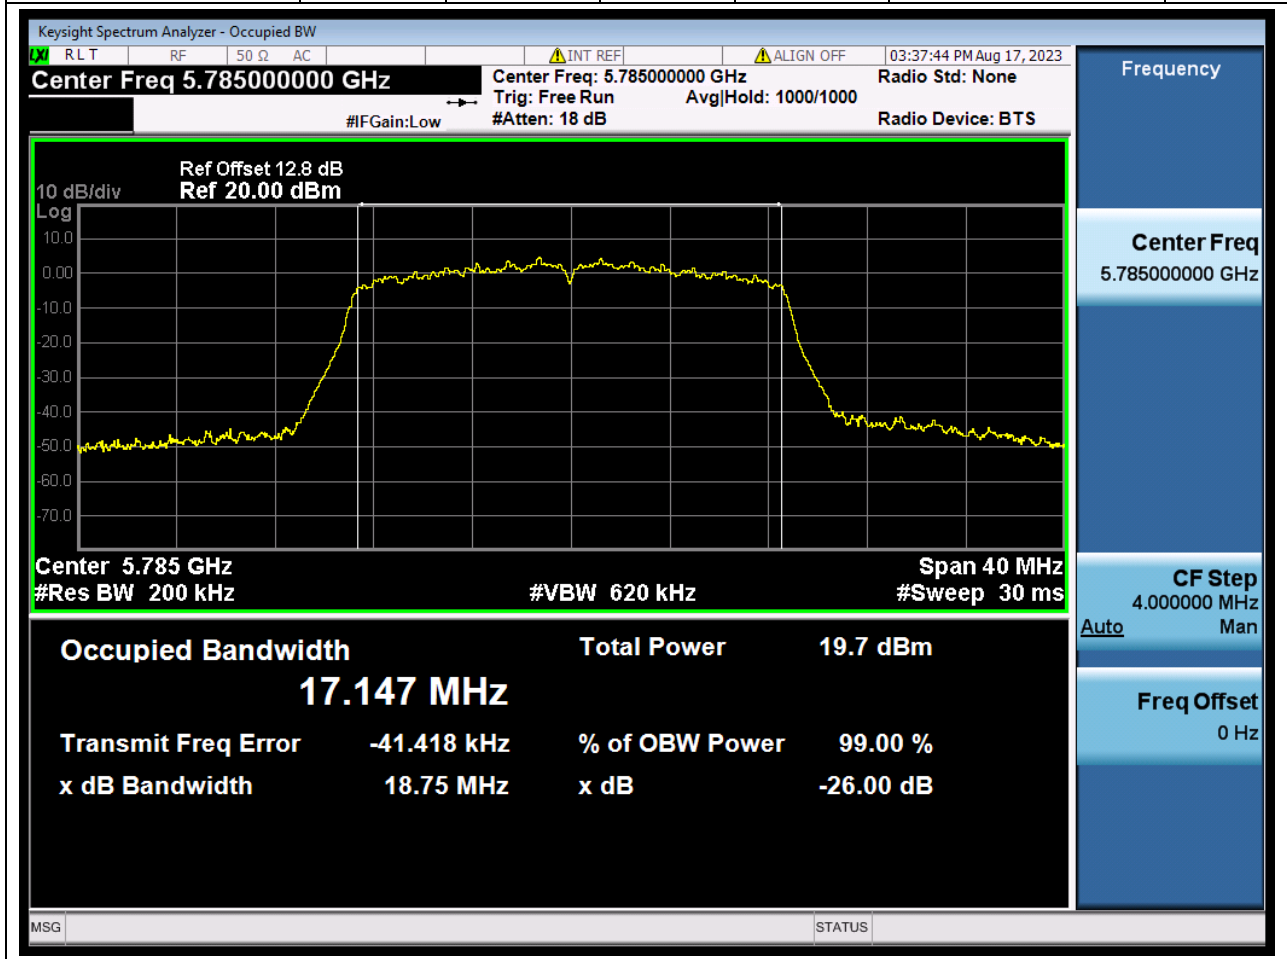 Keysight Spectrum Analyzer - Occupied BW
LXI RLT RF 50 Ω AC INT REF ALIGN OFF 03:37:44 PM Aug 17, 2023
Center Freq 5.785000000 GHz
Center Freq: 5.785000000 GHz Radio Std: None
Trig: Free Run Avg|Hold: 1000/1000
#IFGain:Low #Atten: 18 dB Radio Device: BTS
Frequency
Ref Offset 12.8 dB
10 dB/div Ref 20.00 dBm
Log
10.0
0.00
-10.0
-20.0
-30.0
-40.0
-50.0
-60.0
-70.0
Center 5.785 GHz Span 40 MHz
#Res BW 200 kHz #VBW 620 kHz #Sweep 30 ms
Center Freq
5.785000000 GHz
CF Step
4.000000 MHz
Auto Man
Freq Offset
0 Hz
Occupied Bandwidth Total Power 19.7 dBm
17.147 MHz
Transmit Freq Error -41.418 kHz % of OBW Power 99.00 %
x dB Bandwidth 18.75 MHz x dB -26.00 dB
MSG STATUS